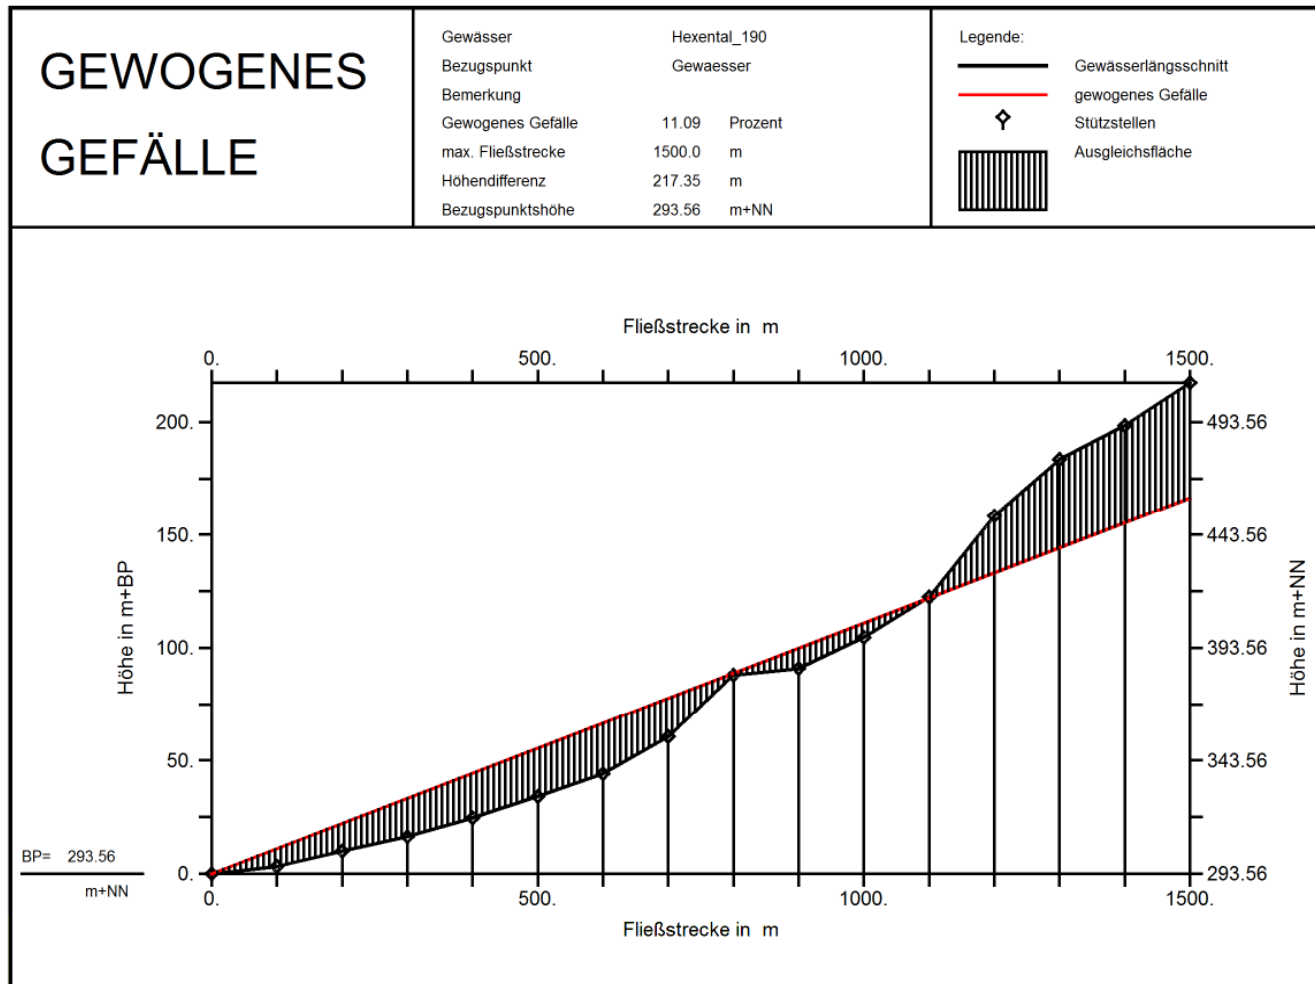 GEWOGENES
GEFÄLLE
Gewässer Hexental_190
Bezugspunkt Gewaesser
Bemerkung
Gewogenes Gefälle 11.09 Prozent
max. Fließstrecke 1500.0 m
Höhendifferenz 217.35 m
Bezugspunktshöhe 293.56 m+NN
Legende:
Gewässerlängsschnitt
gewogenes Gefälle
Stützstellen
Ausgleichsfläche
Fließstrecke in m
0. 500. 1000. 1500.
200. 493.56
150. 443.56
100. 393.56
50. 343.56
0. 293.56
Höhe in m+BP
Höhe in m+NN
BP= 293.56
m+NN
0. 500. 1000. 1500.
Fließstrecke in m